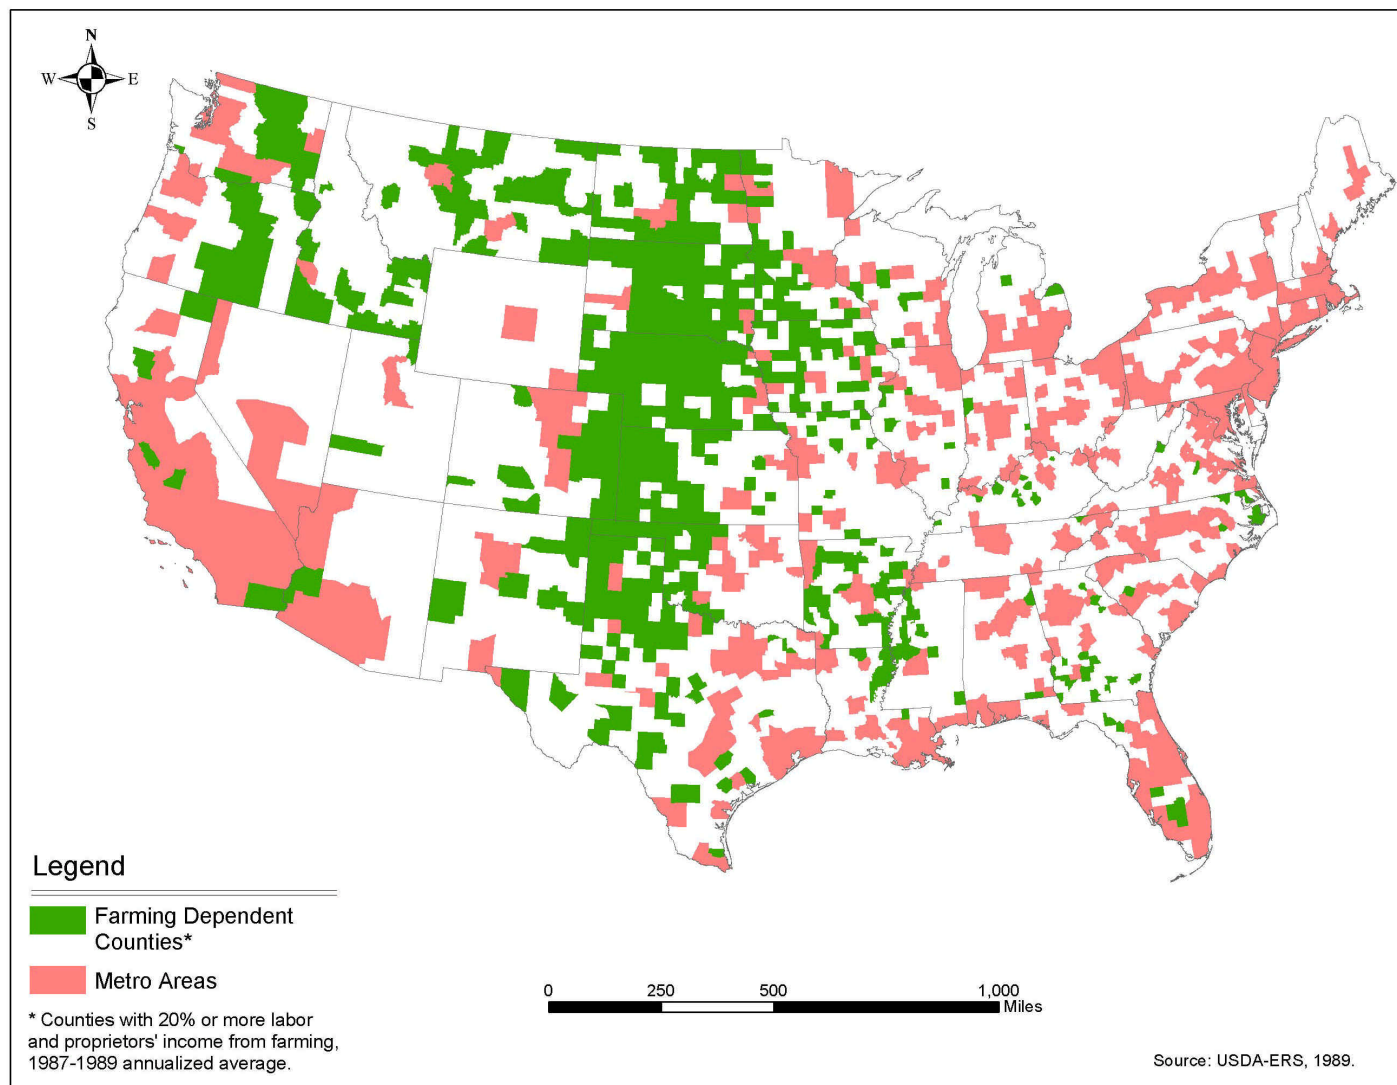 N
W E
S
Legend
Farming Dependent
Counties*
Metro Areas
* Counties with 20% or more labor
and proprietors' income from farming,
1987-1989 annualized average.
0 250 500 1,000
Miles
Source: USDA-ERS, 1989.